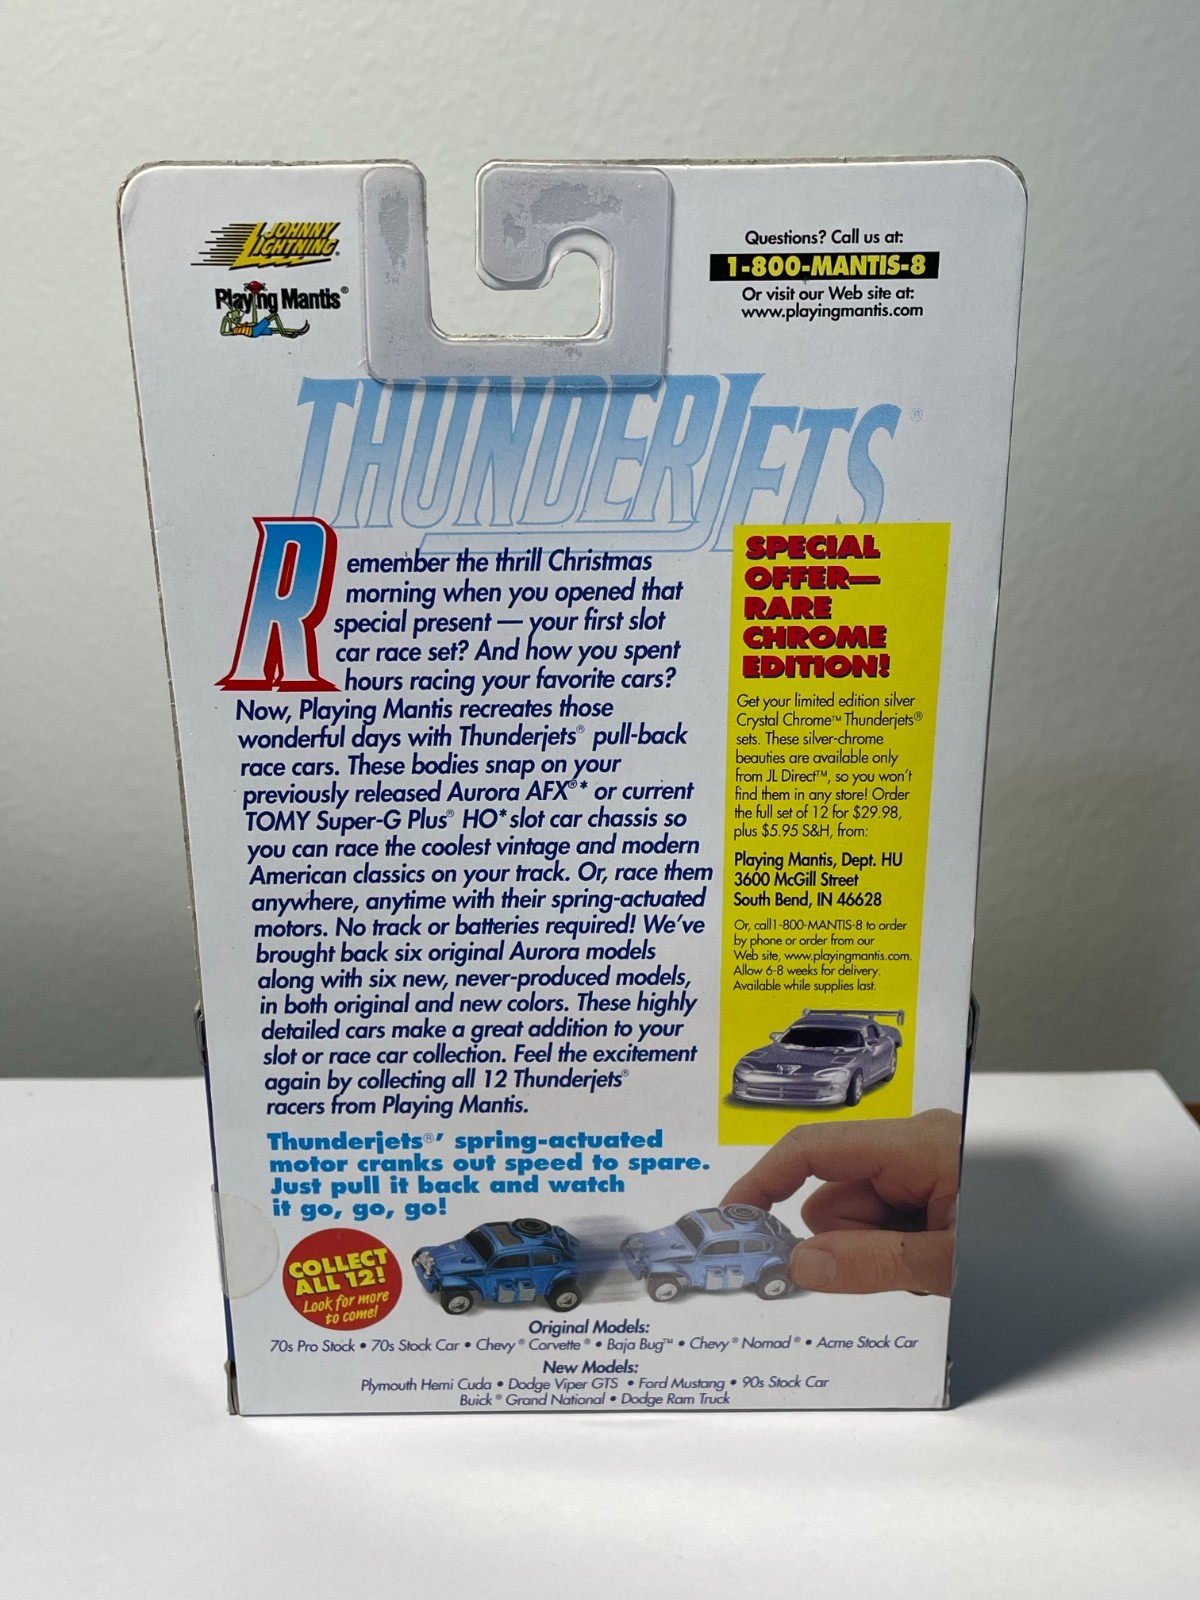 JOHNNY
LIGHTNING®
Playing Mantis®
Questions? Call us at:
1-800-MANTIS-8
Or visit our Web site at:
www.playingmantis.com
THUNDERJETS®
Remember the thrill Christmas
morning when you opened that
special present — your first slot
car race set? And how you spent
hours racing your favorite cars?
Now, Playing Mantis recreates those
wonderful days with Thunderjets® pull-back
race cars. These bodies snap on your
previously released Aurora AFX®* or current
TOMY Super-G Plus® HO* slot car chassis so
you can race the coolest vintage and modern
American classics on your track. Or, race them
anywhere, anytime with their spring-actuated
motors. No track or batteries required! We've
brought back six original Aurora models
along with six new, never-produced models,
in both original and new colors. These highly
detailed cars make a great addition to your
slot or race car collection. Feel the excitement
again by collecting all 12 Thunderjets®
racers from Playing Mantis.
SPECIAL
OFFER—
RARE
CHROME
EDITION!
Get your limited edition silver
Crystal Chrome™ Thunderjets®
sets. These silver-chrome
beauties are available only
from JL Direct™, so you won't
find them in any store! Order
the full set of 12 for $29.98,
plus $5.95 S&H, from:
Playing Mantis, Dept. HU
3600 McGill Street
South Bend, IN 46628
Or, call1-800-MANTIS-8 to order
by phone or order from our
Web site, www.playingmantis.com.
Allow 6-8 weeks for delivery.
Available while supplies last.
Thunderjets®' spring-actuated
motor cranks out speed to spare.
Just pull it back and watch
it go, go, go!
COLLECT
ALL 12!
Look for more
to come!
Original Models:
70s Pro Stock • 70s Stock Car • Chevy® Corvette® • Baja Bug™ • Chevy® Nomad® • Acme Stock Car
New Models:
Plymouth Hemi Cuda • Dodge Viper GTS • Ford Mustang • 90s Stock Car
Buick® Grand National • Dodge Ram Truck